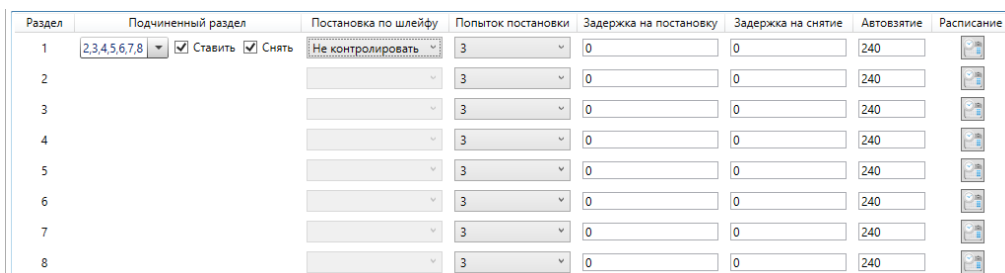 Раздел Подчиненный раздел Постановка по шлейфу Попыток постановки Задержка на постановку Задержка на снятие Автовзятие Расписание
1 2,3,4,5,6,7,8 Ставить Снять Не контролировать 3 0 0 240
2 3 0 0 240
3 3 0 0 240
4 3 0 0 240
5 3 0 0 240
6 3 0 0 240
7 3 0 0 240
8 3 0 0 240